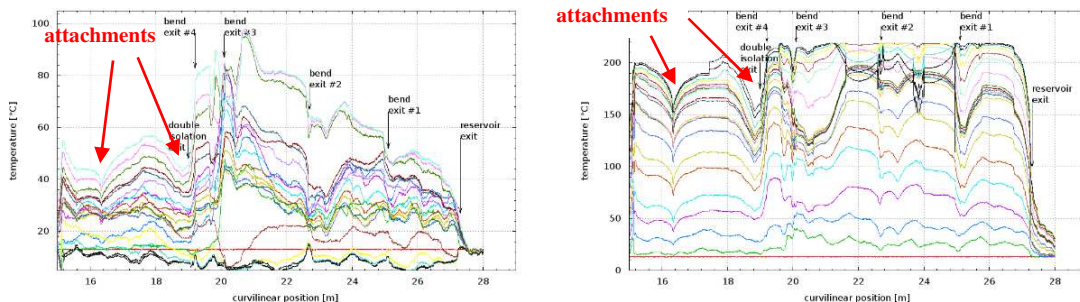 attachments
bend
exit #4
bend
exit #3
bend
exit #2
bend
exit #1
double
isolation
exit
reservoir
exit
temperature [°C]
100
80
60
40
20
16
18
20
22
24
26
28
curvilinear position [m]
attachments
bend
exit #4
bend
exit #3
bend
exit #2
bend
exit #1
double
isolation
exit
reservoir
exit
temperature [°C]
200
150
100
50
0
16
18
20
22
24
26
28
curvilinear position [m]